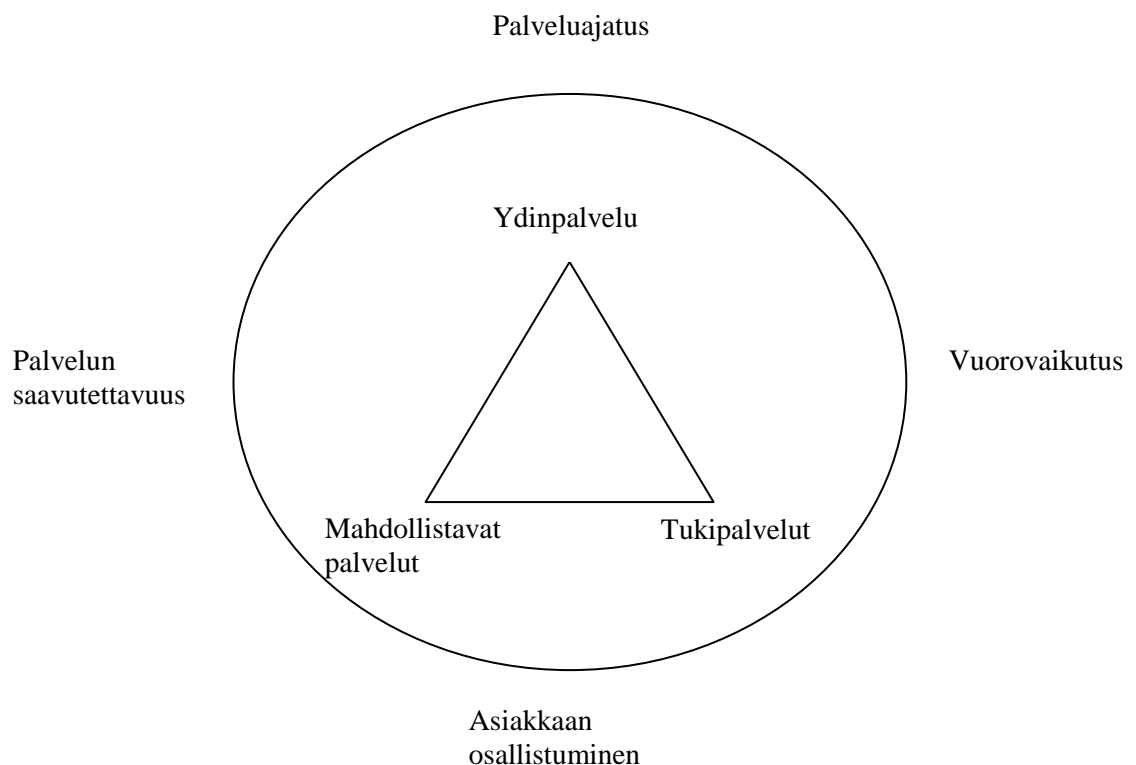 Palveluajatus
Ydinpalvelu
Palvelun
saavutettavuus
Vuorovaikutus
Mahdollistavat
palvelut
Tukipalvelut
Asiakkaan
osallistuminen